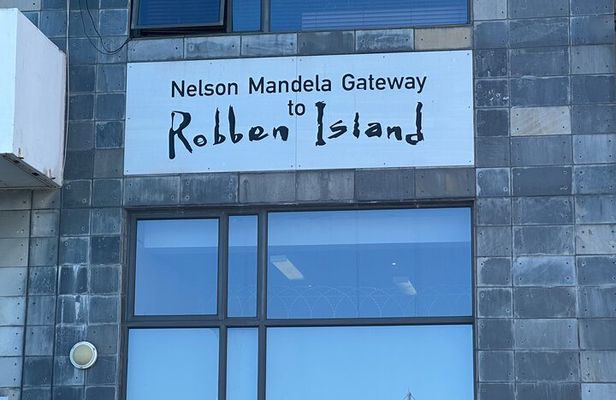 Nelson Mandela Gateway
to
Robben Island